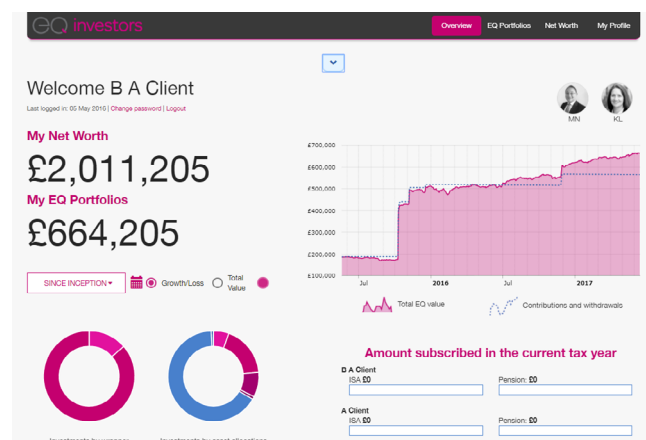 EQ investors
Overview EQ Portfolios Net Worth My Profile
Welcome B A Client
Last logged in: 05 May 2010 | Change password | Logout
MN KL
My Net Worth
£2,011,205
My EQ Portfolios
£664,205
SINCE INCEPTION
Growth/Loss
Total Value
£700,000
£600,000
£500,000
£400,000
£300,000
£200,000
£100,000
Jul 2016 Jul 2017
Total EQ value
Contributions and withdrawals
Amount subscribed in the current tax year
B A Client
ISA £0 Pension: £0
A Client
ISA £0 Pension: £0